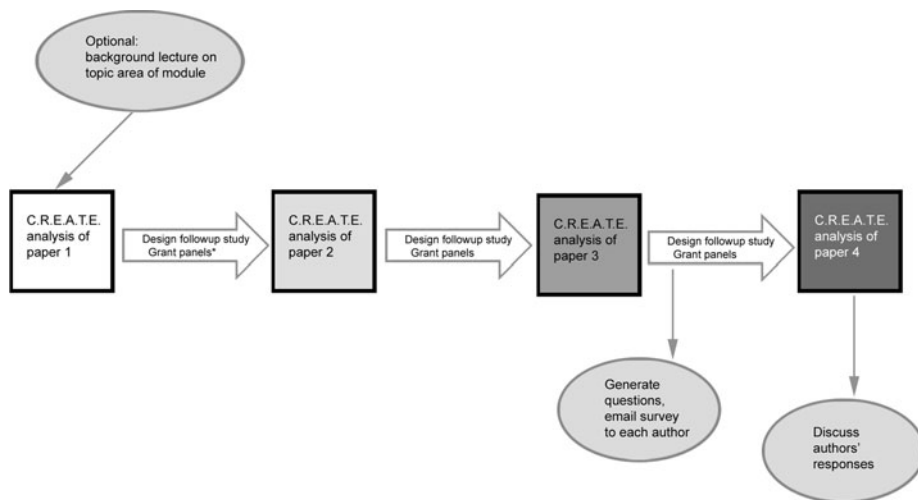 Optional:
background lecture on
topic area of module
C.R.E.A.T.E.
analysis of
paper 1
Design followup study
Grant panels*
C.R.E.A.T.E.
analysis of
paper 2
Design followup study
Grant panels
C.R.E.A.T.E.
analysis of
paper 3
Design followup study
Grant panels
C.R.E.A.T.E.
analysis of
paper 4
Generate
questions,
email survey
to each author
Discuss
authors'
responses